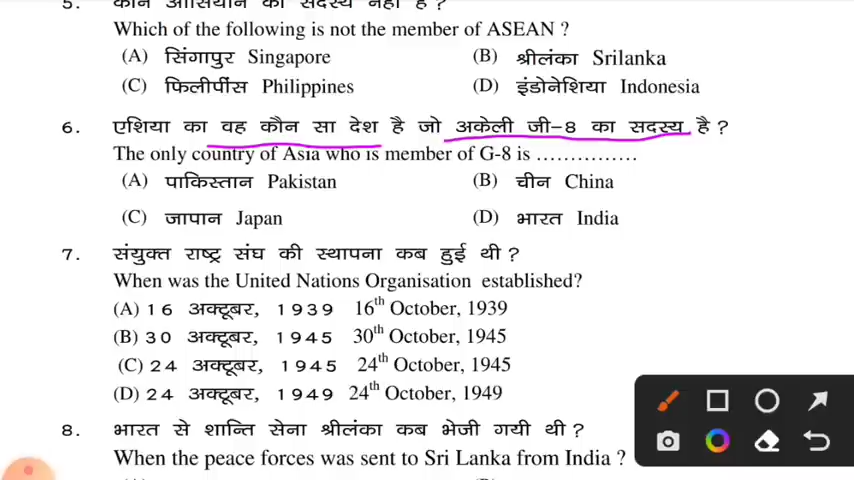 5. कौन आसियान का सदस्य नहीं है ?
Which of the following is not the member of ASEAN ?
(A) सिंगापुर Singapore (B) श्रीलंका Srilanka
(C) फिलीपींस Philippines (D) इंडोनेशिया Indonesia
6. एशिया का वह कौन सा देश है जो अकेली जी-8 का सदस्य है ?
The only country of Asia who is member of G-8 is ...............
(A) पाकिस्तान Pakistan (B) चीन China
(C) जापान Japan (D) भारत India
7. संयुक्त राष्ट्र संघ की स्थापना कब हुई थी ?
When was the United Nations Organisation established?
(A) 16 अक्टूबर, 1939 16th October, 1939
(B) 30 अक्टूबर, 1945 30th October, 1945
(C) 24 अक्टूबर, 1945 24th October, 1945
(D) 24 अक्टूबर, 1949 24th October, 1949
8. भारत से शान्ति सेना श्रीलंका कब भेजी गयी थी ?
When the peace forces was sent to Sri Lanka from India ?